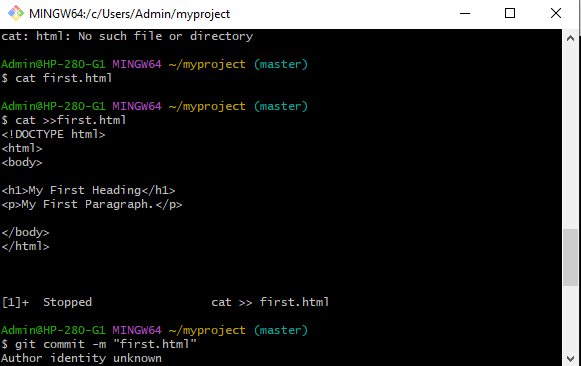 MINGW64:/c/Users/Admin/myproject
cat: html: No such file or directory
Admin@HP-280-G1 MINGW64 ~/myproject (master)
$ cat first.html
Admin@HP-280-G1 MINGW64 ~/myproject (master)
$ cat >>first.html
<!DOCTYPE html>
<html>
<body>
<h1>My First Heading</h1>
<p>My First Paragraph.</p>
</body>
</html>
[1]+  Stopped                 cat >> first.html
Admin@HP-280-G1 MINGW64 ~/myproject (master)
$ git commit -m "first.html"
Author identity unknown